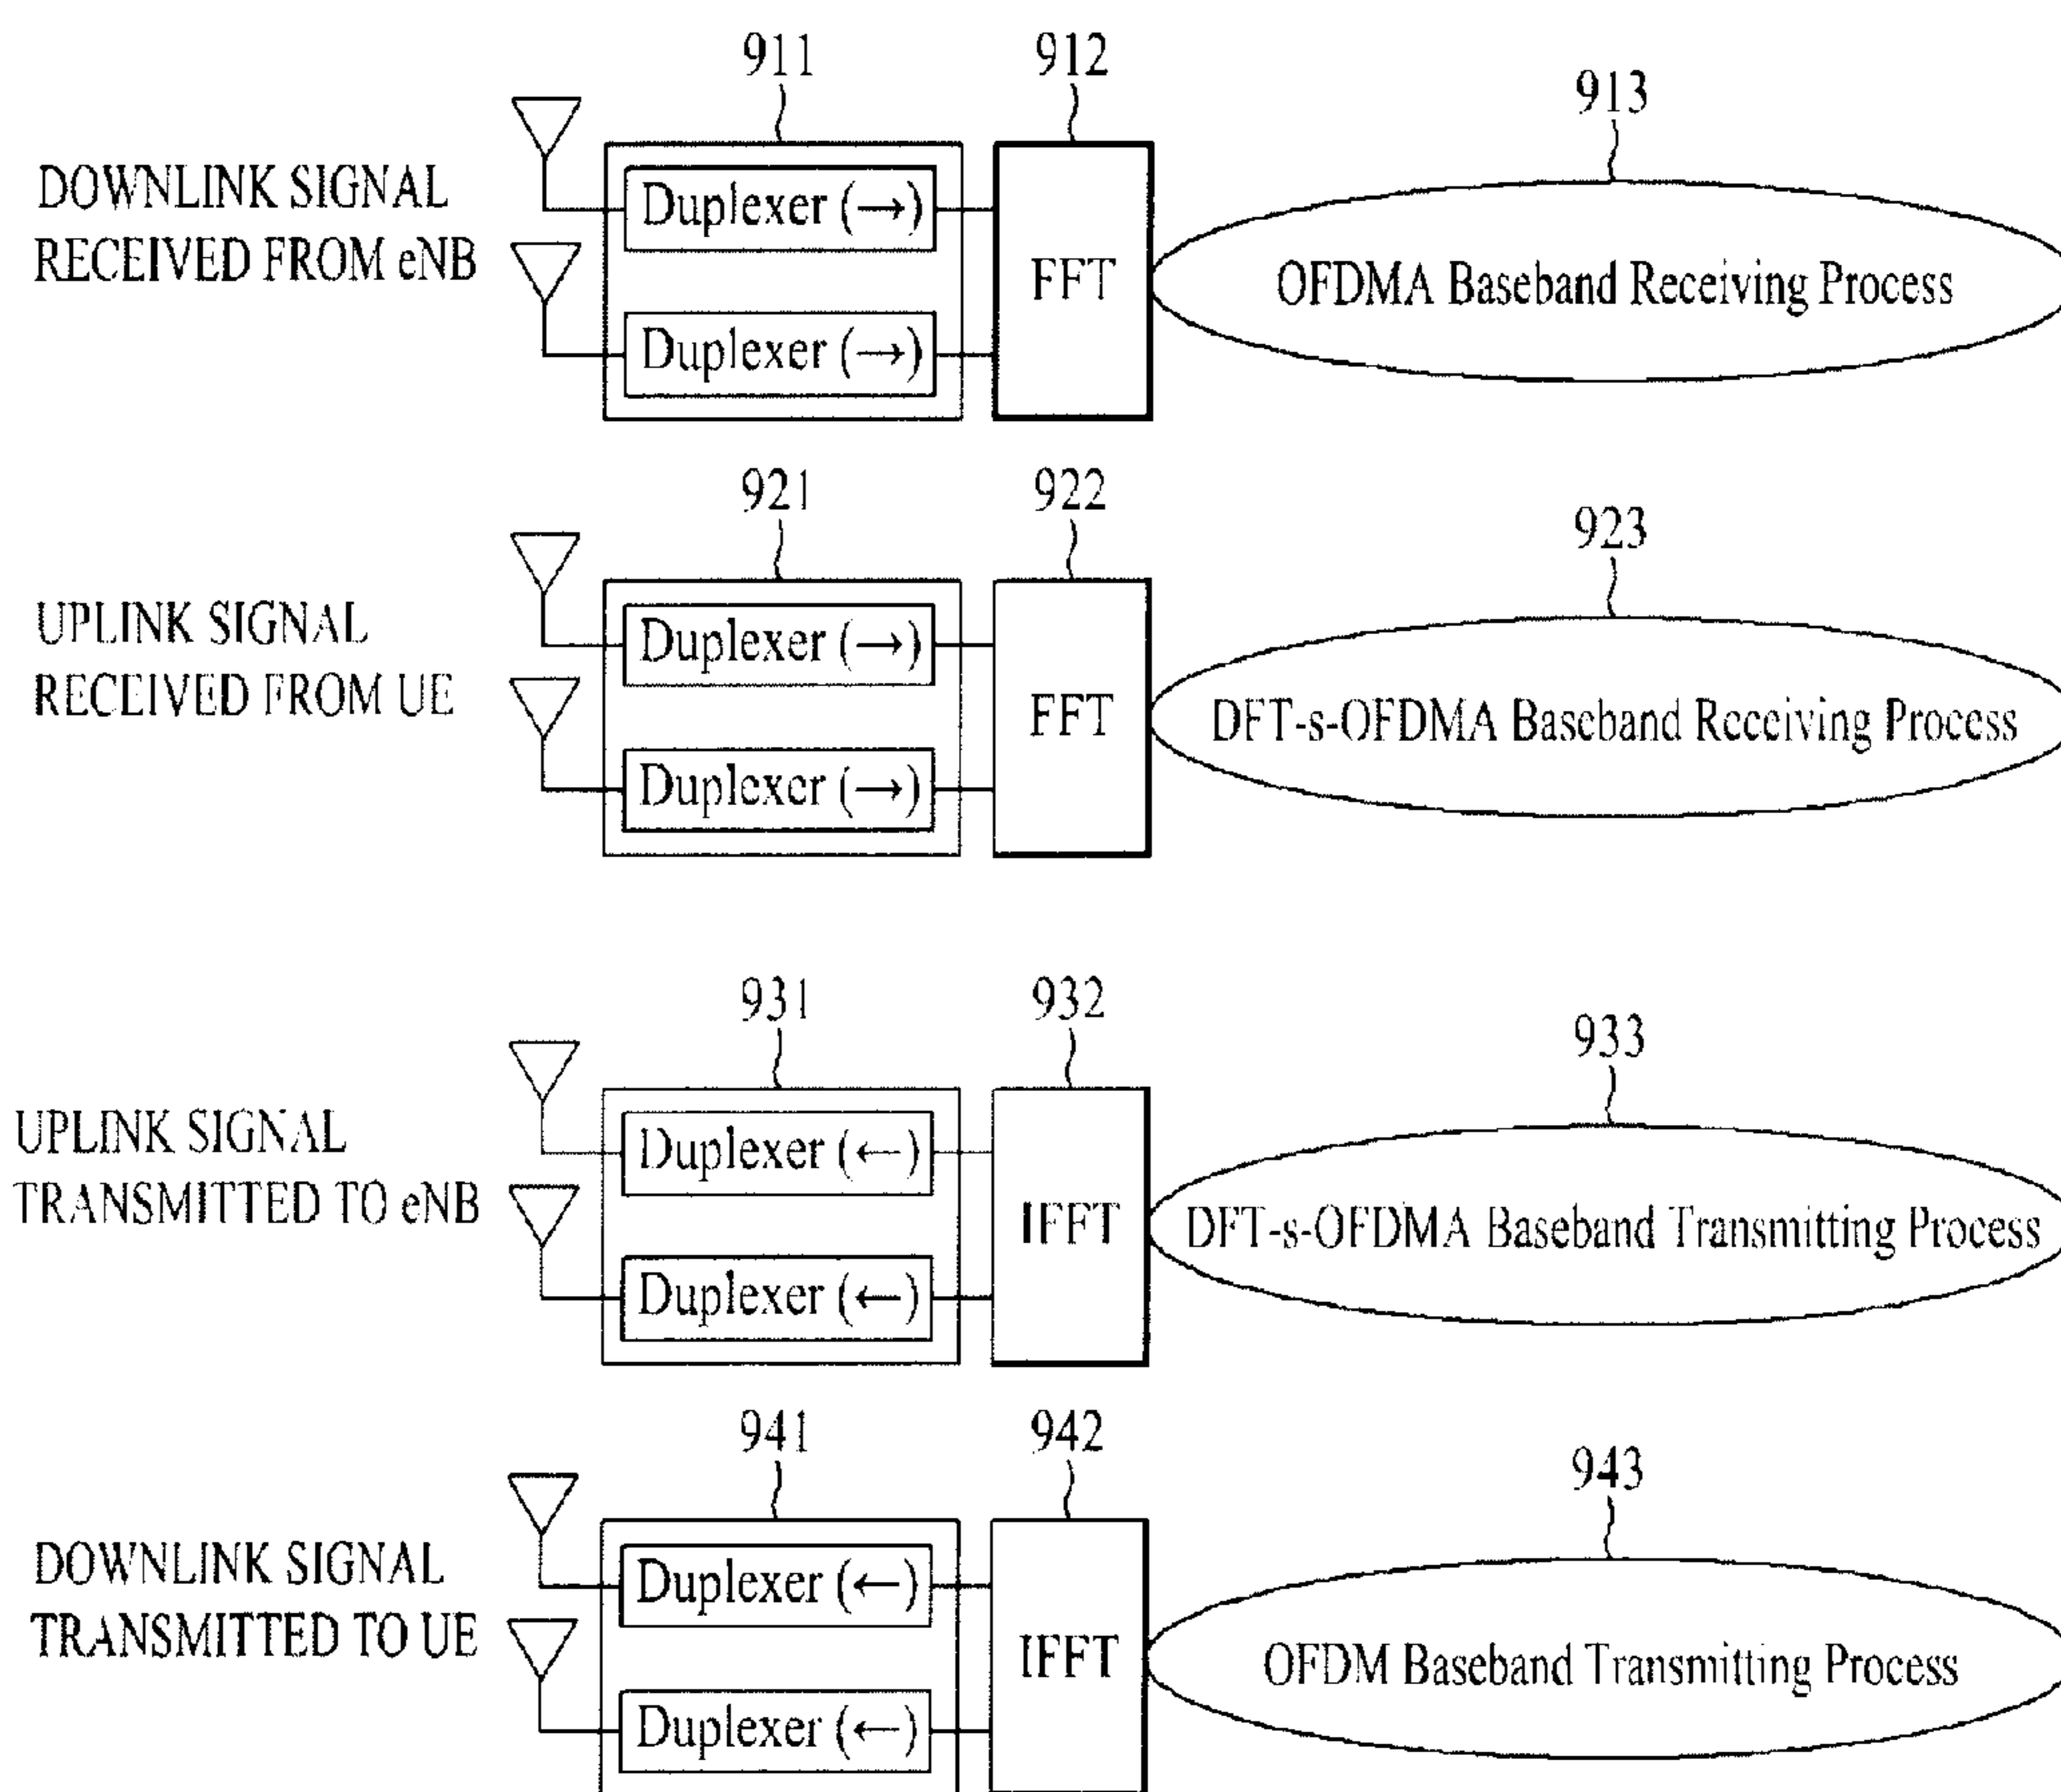 911
912
913
DOWNLINK SIGNAL
RECEIVED FROM eNB
Duplexer (→)
Duplexer (→)
FFT
OFDMA Baseband Receiving Process
921
922
923
UPLINK SIGNAL
RECEIVED FROM UE
Duplexer (→)
Duplexer (→)
FFT
DFT-s-OFDMA Baseband Receiving Process
931
932
933
UPLINK SIGNAL
TRANSMITTED TO eNB
Duplexer (←)
Duplexer (←)
IFFT
DFT-s-OFDMA Baseband Transmitting Process
941
942
943
DOWNLINK SIGNAL
TRANSMITTED TO UE
Duplexer (←)
Duplexer (←)
IFFT
OFDM Baseband Transmitting Process